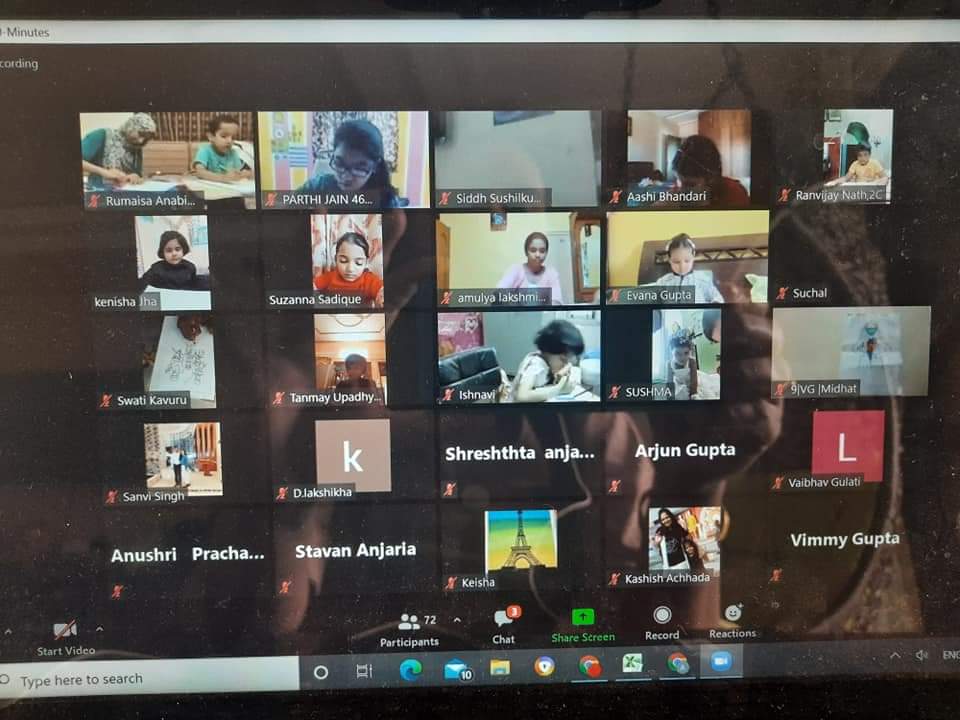 0-Minutes
cording
Rumaisa Anabi...
PARTHI JAIN 46...
Siddh Sushilku...
Aashi Bhandari
Ranvijay Nath,2C
kenisha Jha
Suzanna Sadique
amulya lakshmi...
Evana Gupta
Suchal
Swati Kavuru
Tanmay Upadhy...
Ishnavi
SUSHMA
9|VG |Midhat
Sanvi Singh
k
D.lakshikha
Shreshthta anja...
Arjun Gupta
L
Vaibhav Gulati
Anushri Pracha...
Stavan Anjaria
Keisha
Kashish Achhada
Vimmy Gupta
Start Video
72
Participants
3
Chat
Share Screen
Record
Reactions
Type here to search
10
ENG